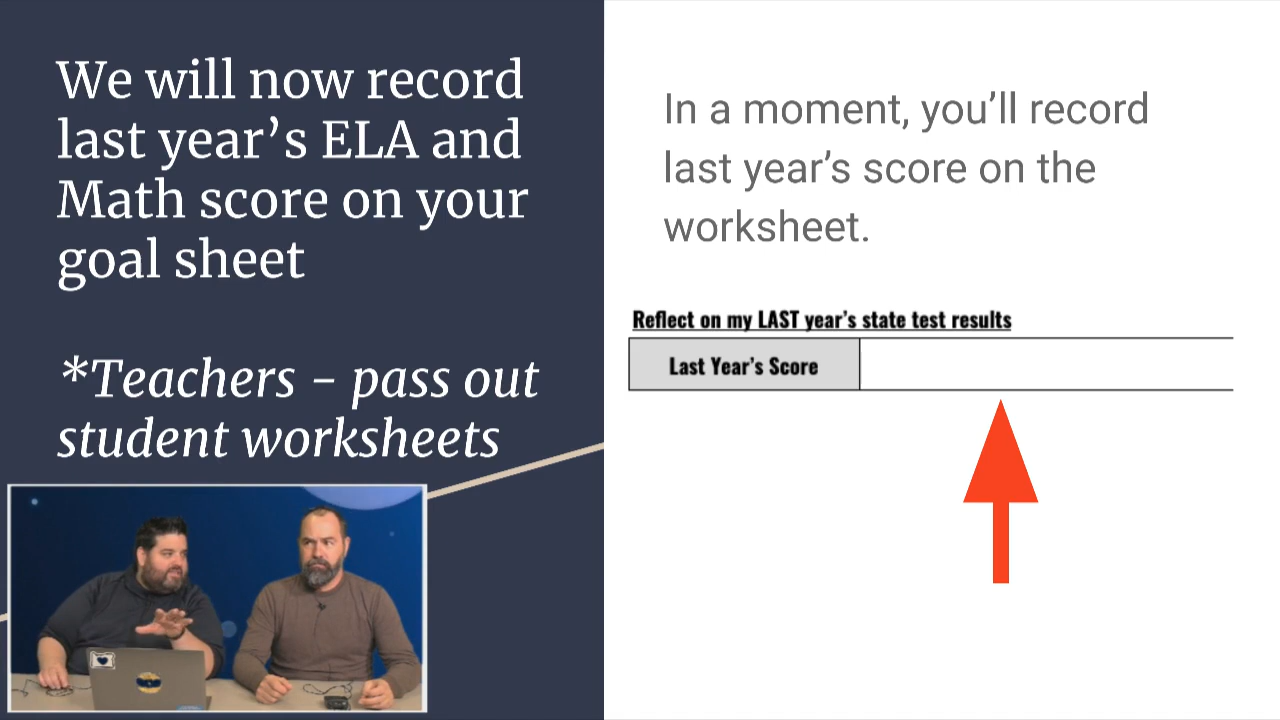 We will now record
last year’s ELA and
Math score on your
goal sheet
*Teachers – pass out
student worksheets
In a moment, you’ll record
last year’s score on the
worksheet.
Reflect on my LAST year’s state test results
Last Year’s Score